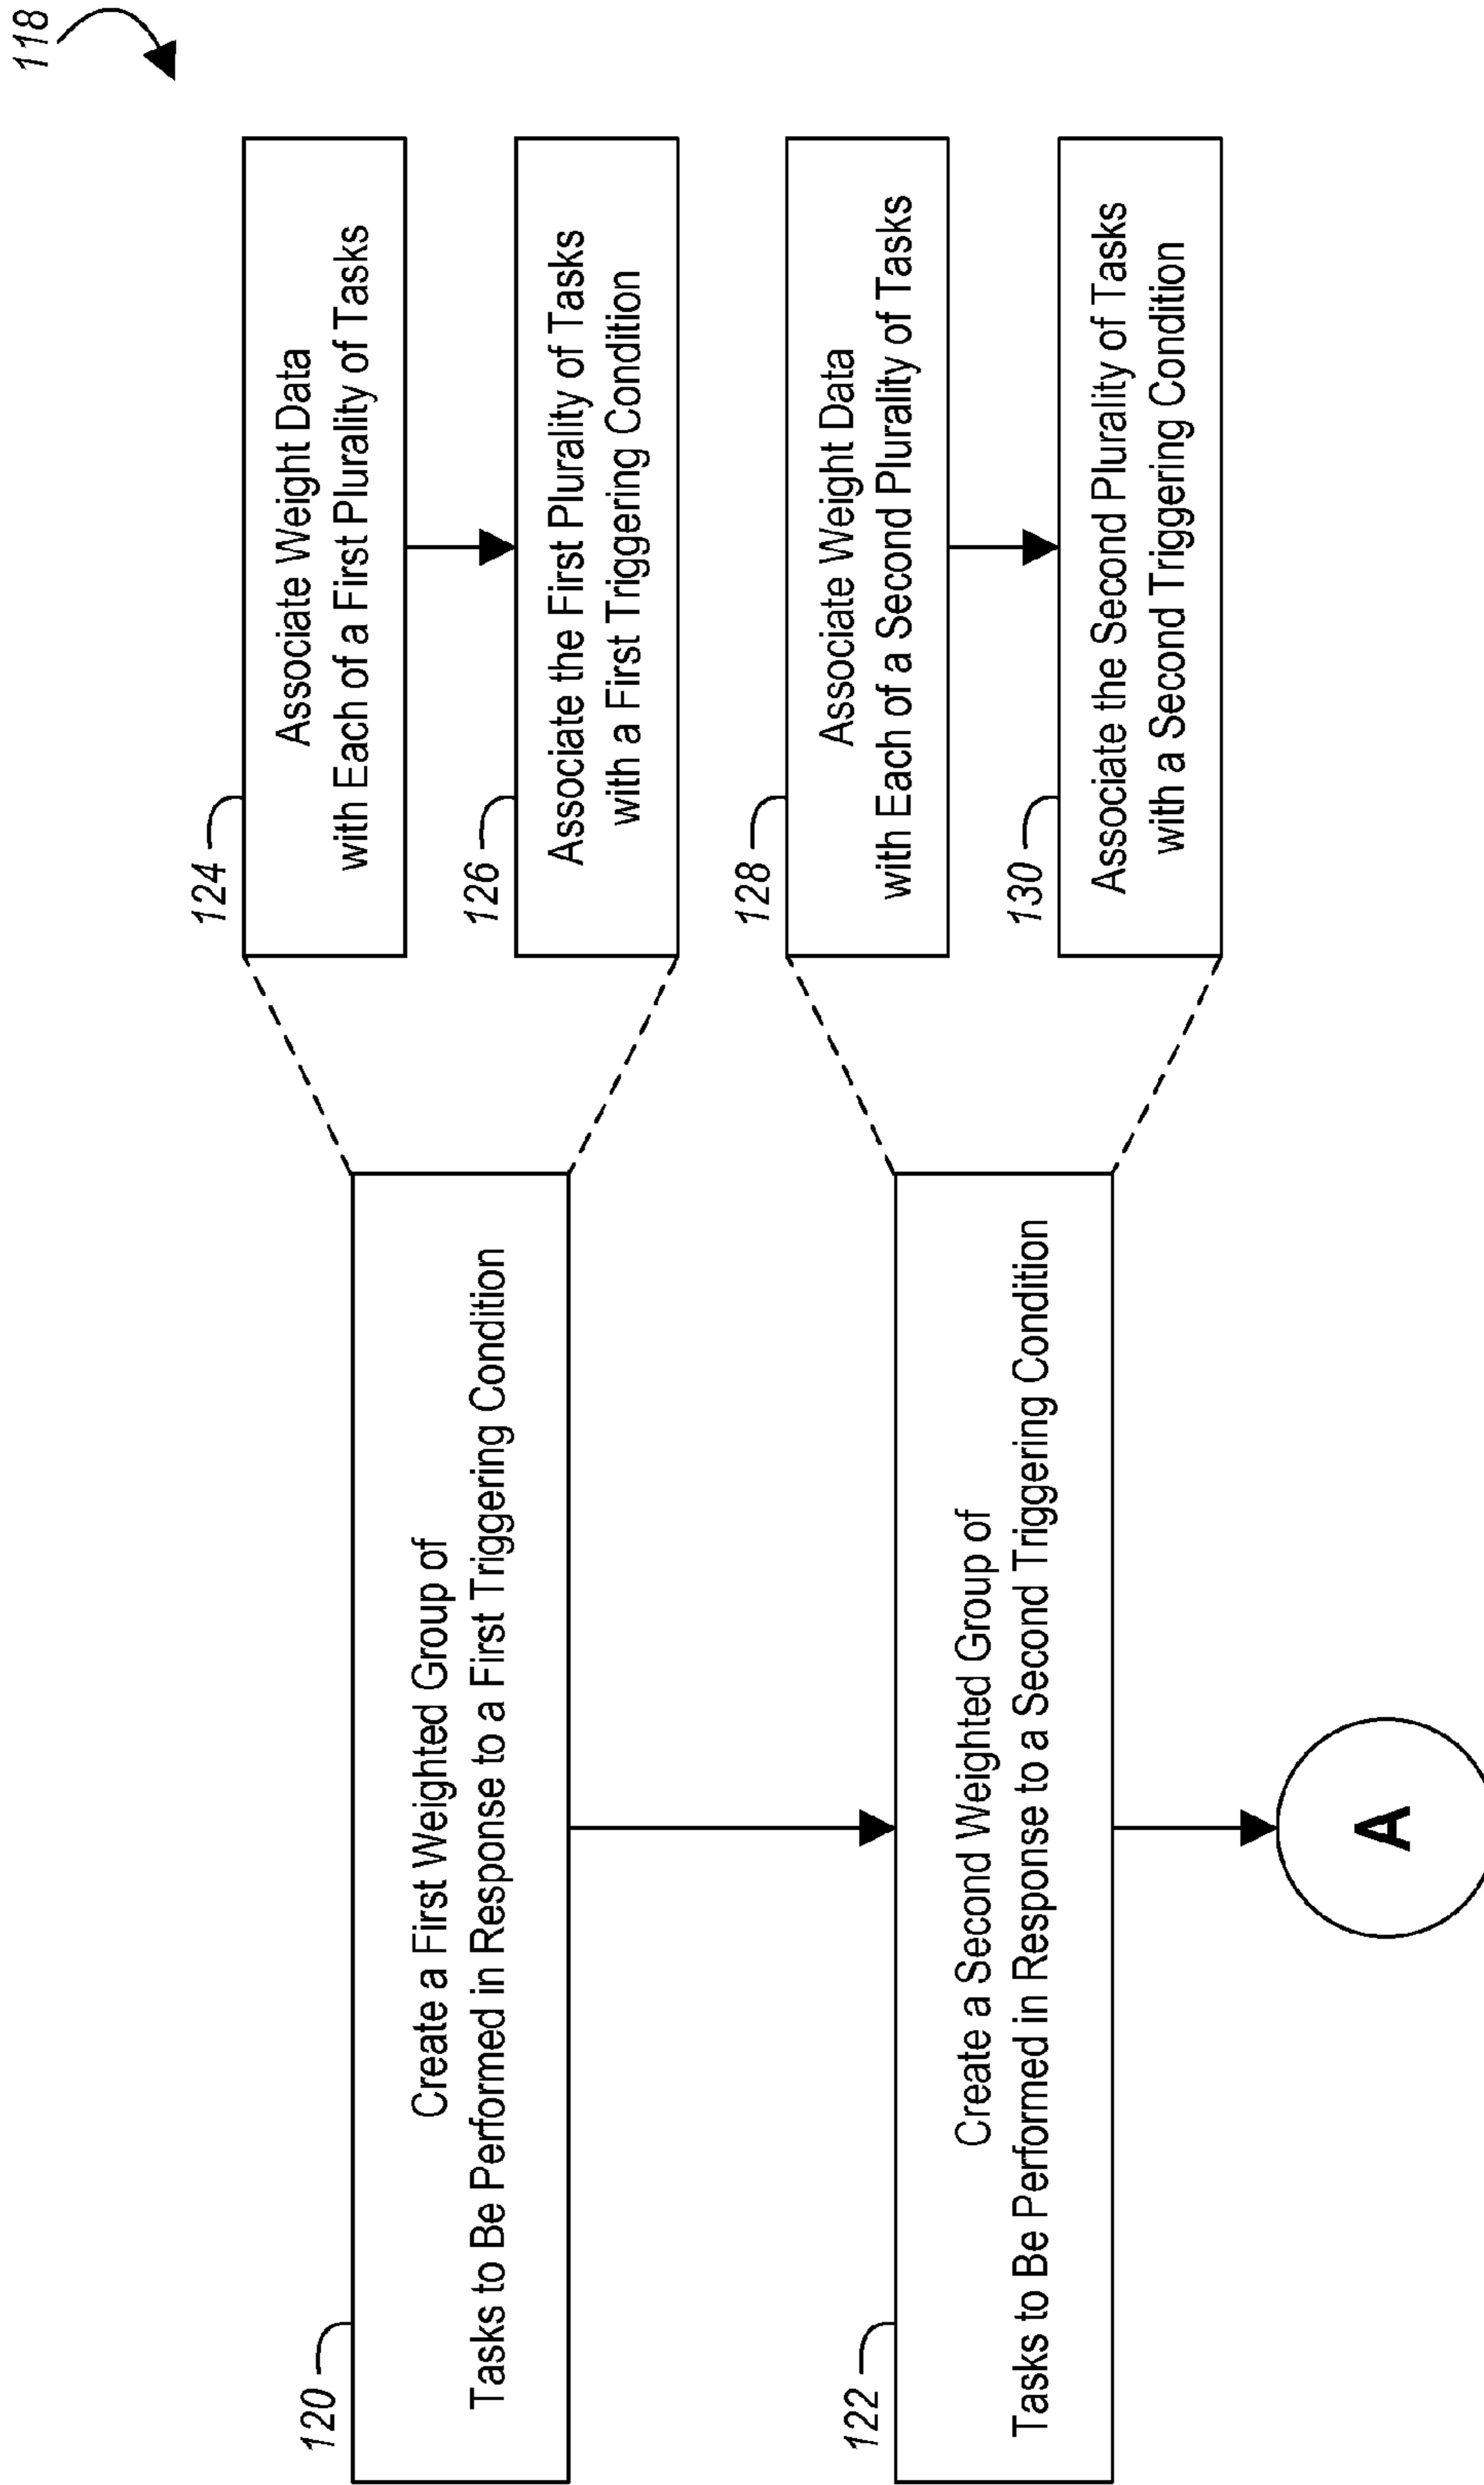 118
120
Create a First Weighted Group of
Tasks to Be Performed in Response to a First Triggering Condition
124
Associate Weight Data
with Each of a First Plurality of Tasks
126
Associate the First Plurality of Tasks
with a First Triggering Condition
122
Create a Second Weighted Group of
Tasks to Be Performed in Response to a Second Triggering Condition
128
Associate Weight Data
with Each of a Second Plurality of Tasks
130
Associate the Second Plurality of Tasks
with a Second Triggering Condition
A